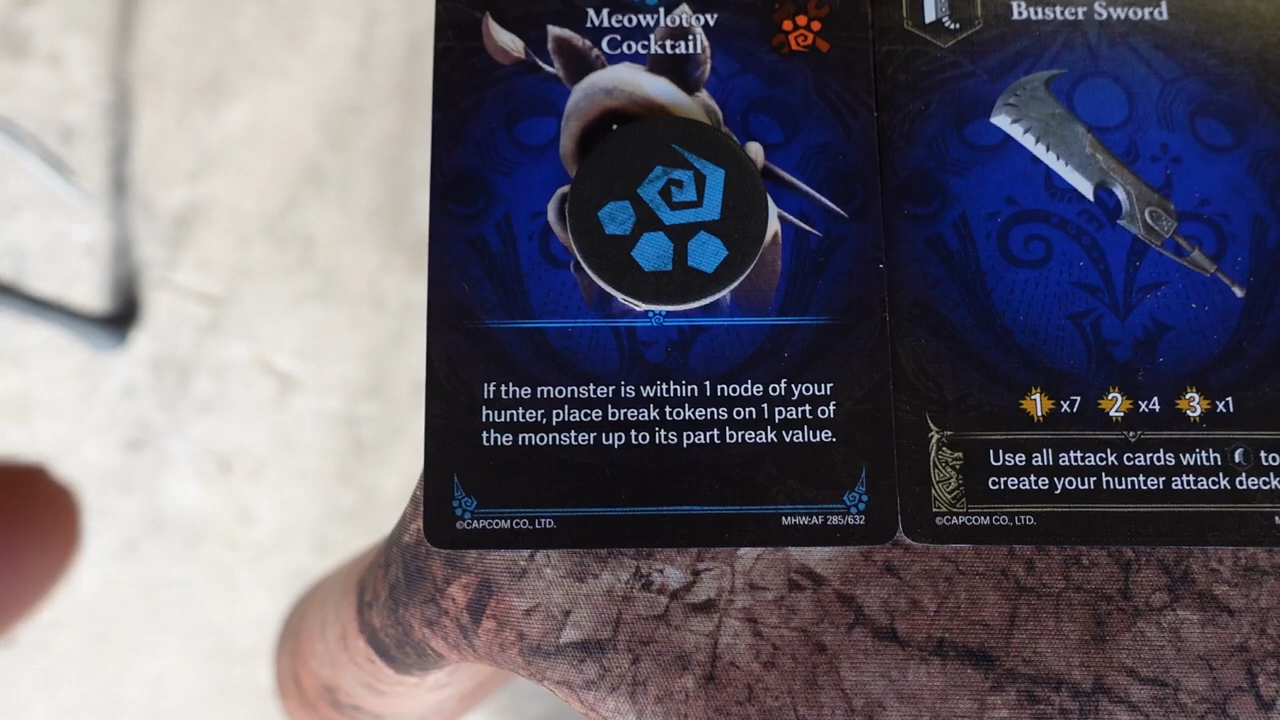 Meowlotov
Cocktail
If the monster is within 1 node of your
hunter, place break tokens on 1 part of
the monster up to its part break value.
©CAPCOM CO., LTD.
MHW:AF 285/632
Buster Sword
1 x7 2 x4 3 x1
Use all attack cards with to
create your hunter attack deck
©CAPCOM CO., LTD.